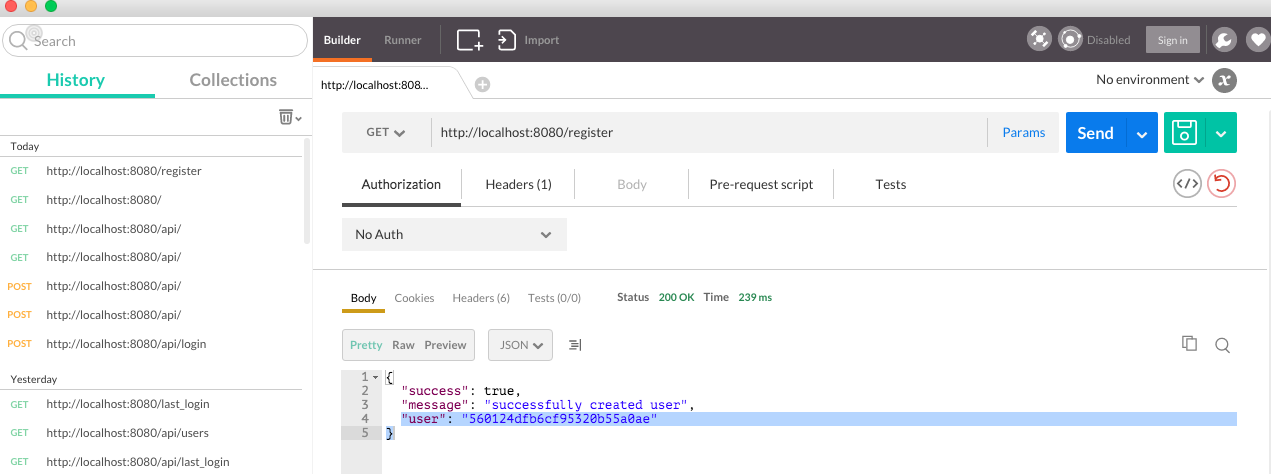 Search
History
Collections
Today
GET http://localhost:8080/register
GET http://localhost:8080/
GET http://localhost:8080/api/
GET http://localhost:8080/api/
POST http://localhost:8080/api/
POST http://localhost:8080/api/
POST http://localhost:8080/api/login
Yesterday
GET http://localhost:8080/last_login
GET http://localhost:8080/api/users
GET http://localhost:8080/api/last_login
Builder Runner Import Disabled Sign in
http://localhost:808... No environment x
GET http://localhost:8080/register Params Send
Authorization Headers (1) Body Pre-request script Tests </>
No Auth
Body Cookies Headers (6) Tests (0/0) Status 200 OK Time 239 ms
Pretty Raw Preview JSON
1 {
2 "success": true,
3 "message": "successfully created user",
4 "user": "560124dfb6cf95320b55a0ae"
5 }